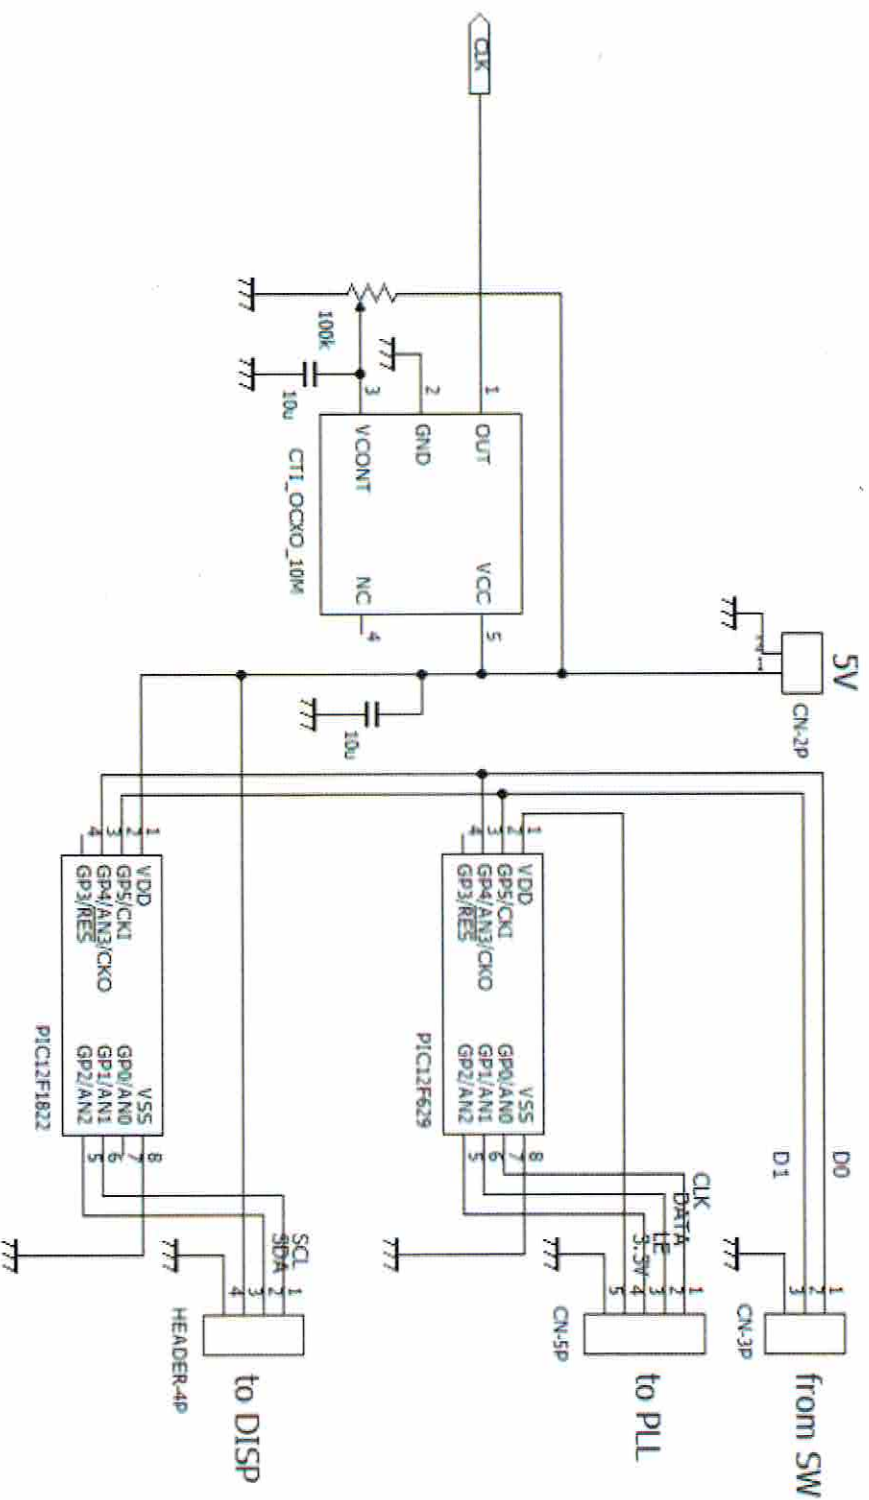 5V
CN-2P
1
CLK
1
2
3
OUT
GND
VCONT
VCC
NC
5
4
CTI_OCXO_10M
100k
10u
10u
D0
D1
1
2
3
CN-3P
from SW
1
2
3
4
VDD
GP5/CKI
GP4/AN3/CKO
GP3/RES
VSS
GP0/AN0
GP1/AN1
GP2/AN2
8
7
6
5
PIC12F629
CLK
DATA
LE
3.3V
1
2
3
4
5
CN-5P
to PLL
1
2
3
4
VDD
GP5/CKI
GP4/AN3/CKO
GP3/RES
VSS
GP0/AN0
GP1/AN1
GP2/AN2
8
7
6
5
PIC12F1822
SCL
SDA
1
2
3
4
HEADER-4P
to DISP